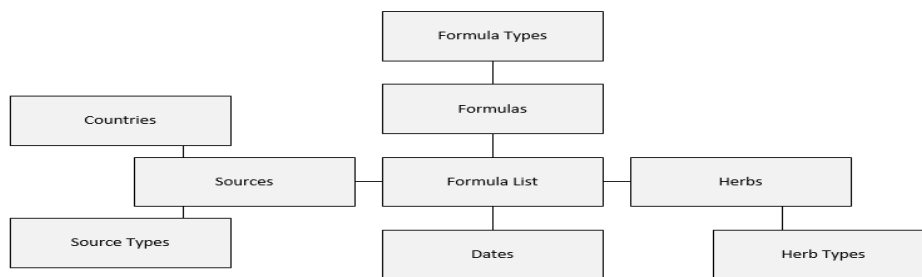 Formula Types
Formulas
Countries
Sources
Formula List
Herbs
Source Types
Dates
Herb Types